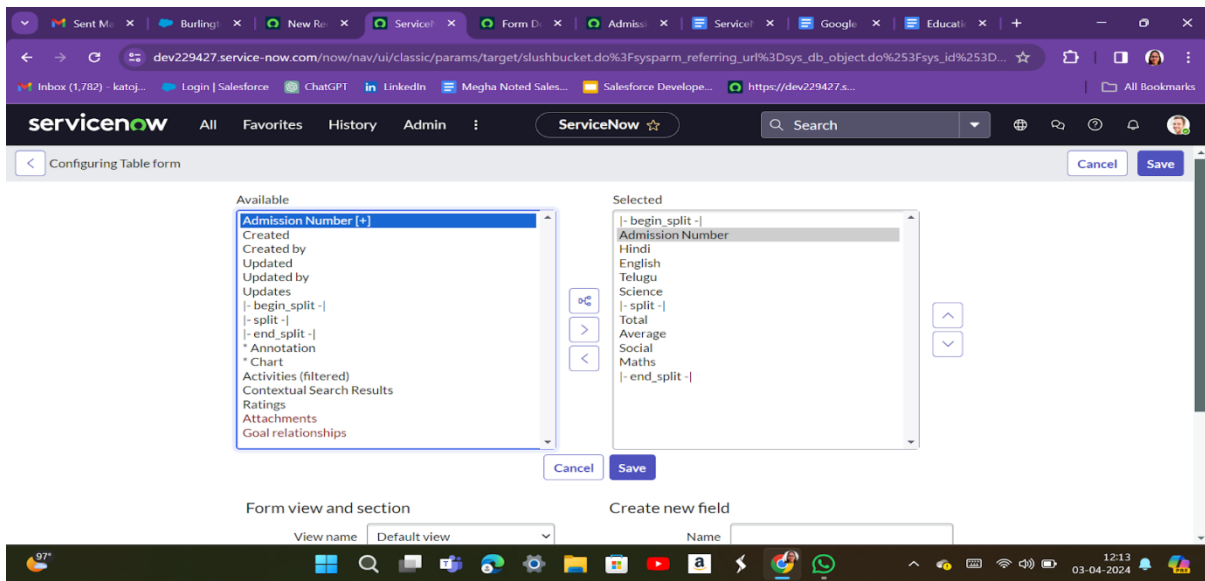 Sent Ma
Burlingt
New Re
ServiceN
Form D
Admissi
Service
Google
Educati
dev229427.service-now.com/now/nav/ui/classic/params/target/slushbucket.do%3Fsysparm_referring_url%3Dsys_db_object.do%253Fsys_id%253D...
Inbox (1,782) - katoj...
Login | Salesforce
ChatGPT
LinkedIn
Megha Noted Sales...
Salesforce Develope...
https://dev229427.s...
All Bookmarks
servicenow
All
Favorites
History
Admin
ServiceNow
Search
Configuring Table form
Cancel
Save
Available
Admission Number [+]
Created
Created by
Updated
Updated by
Updates
|- begin_split -|
|- split -|
|- end_split -|
* Annotation
* Chart
Activities (filtered)
Contextual Search Results
Ratings
Attachments
Goal relationships
Selected
|- begin_split -|
Admission Number
Hindi
English
Telugu
Science
|- split -|
Total
Average
Social
Maths
|- end_split -|
Cancel
Save
Form view and section
Create new field
View name
Default view
Name
97°
12:13
03-04-2024